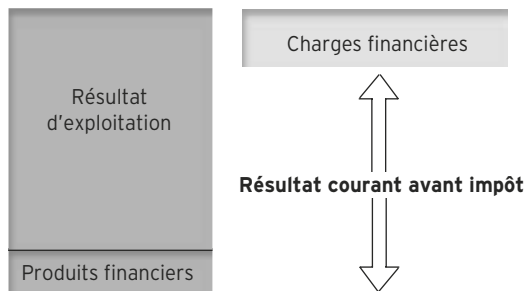 Charges financières
Résultat
d'exploitation
Résultat courant avant impôt
Produits financiers